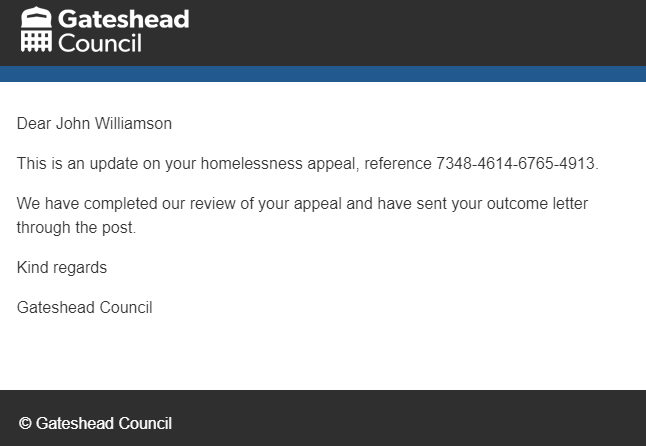 Gateshead
Council
Dear John Williamson
This is an update on your homelessness appeal, reference 7348-4614-6765-4913.
We have completed our review of your appeal and have sent your outcome letter
through the post.
Kind regards
Gateshead Council
© Gateshead Council